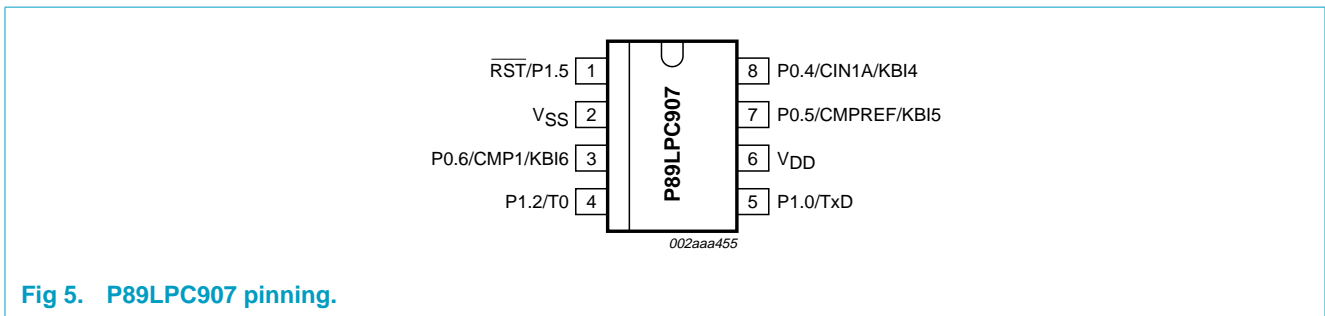 RST/P1.5 1
VSS 2
P0.6/CMP1/KBI6 3
P1.2/T0 4
P89LPC907
8 P0.4/CIN1A/KBI4
7 P0.5/CMPREF/KBI5
6 VDD
5 P1.0/TxD
002aaa455
Fig 5. P89LPC907 pinning.